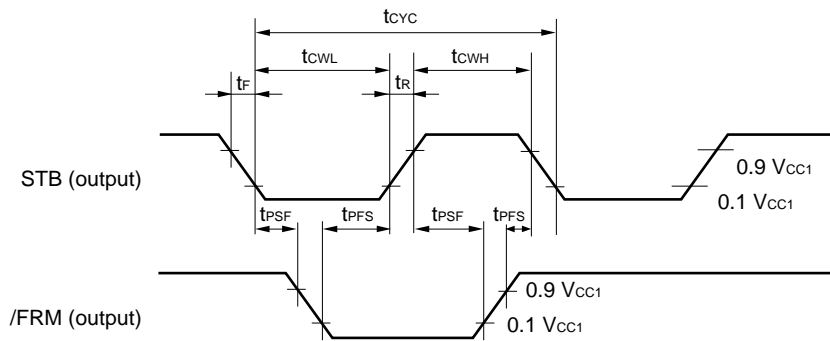 tCYC
tCWL
tCWH
tF
tR
STB (output)
0.9 VCC1
0.1 VCC1
tPSF
tPFS
tPSF
tPFS
/FRM (output)
0.9 VCC1
0.1 VCC1